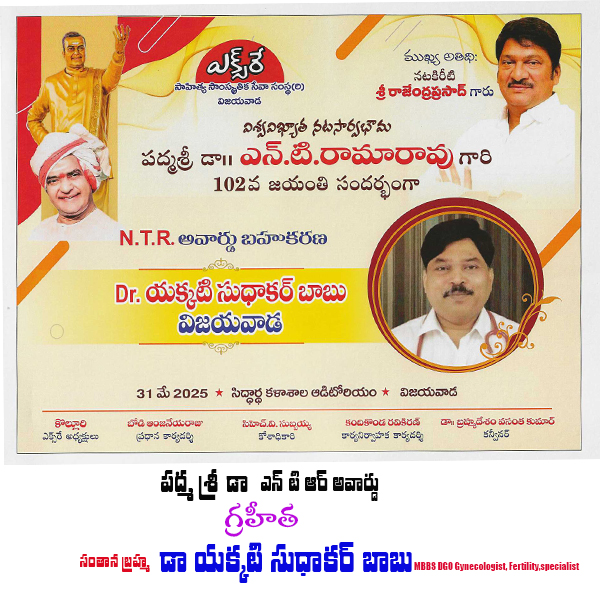 ఎక్స్‌రే
సాహిత్య సాంస్కృతిక సేవా సంస్థ(రి)
విజయవాడ
ముఖ్య అతిథి:
నటకిరీటి
శ్రీ రాజేంద్రప్రసాద్ గారు
విశ్వవిఖ్యాత నటసార్వభౌమ
పద్మశ్రీ డా॥ ఎన్.టి.రామారావు గారి
102వ జయంతి సందర్భంగా
N.T.R. అవార్డు బహుకరణ
Dr. యక్కటి సుధాకర్ బాబు
విజయవాడ
31 మే 2025 ★ సిద్ధార్థ కళాశాల ఆడిటోరియం ★ విజయవాడ
కొల్లూరి బోడి ఆంజనేయరాజు సిహెచ్.వి. సుబ్బయ్య కందికొండ రవికిరణ్ డా॥ బ్రహ్మదేశం వసంత కుమార్
ఎక్స్‌రే అధ్యక్షులు ప్రధాన కార్యదర్శి కోశాధికారి కార్యనిర్వాహక కార్యదర్శి కన్వీనర్
పద్మ శ్రీ డా ఎన్ టి ఆర్ అవార్డు
గ్రహీత
సంతాన బ్రహ్మ డా యక్కటి సుధాకర్ బాబు MBBS DGO Gynecologist, Fertility,specialist